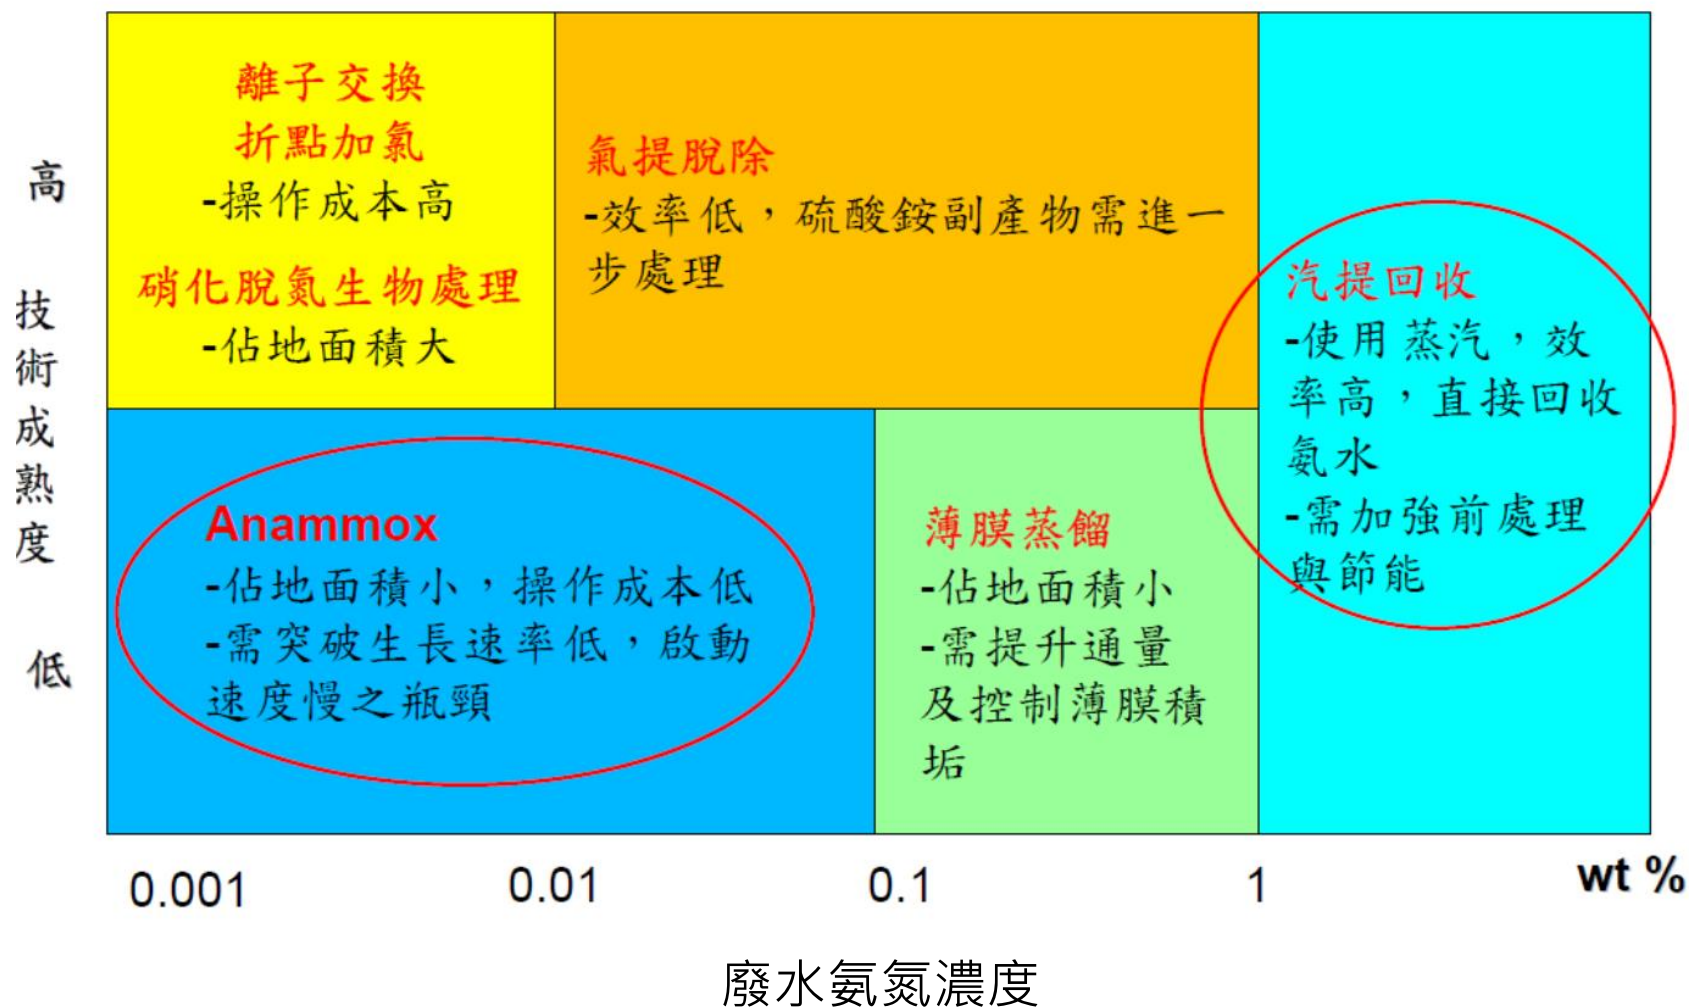 離子交換
折點加氯
-操作成本高
硝化脫氮生物處理
-佔地面積大
氣提脫除
-效率低，硫酸銨副產物需進一
步處理
汽提回收
-使用蒸汽，效
率高，直接回收
氨水
-需加強前處理
與節能
Anammox
-佔地面積小，操作成本低
-需突破生長速率低，啟動
速度慢之瓶頸
薄膜蒸餾
-佔地面積小
-需提升通量
及控制薄膜積
垢
高
技
術
成
熟
度
低
0.001
0.01
0.1
1
wt %
廢水氨氮濃度